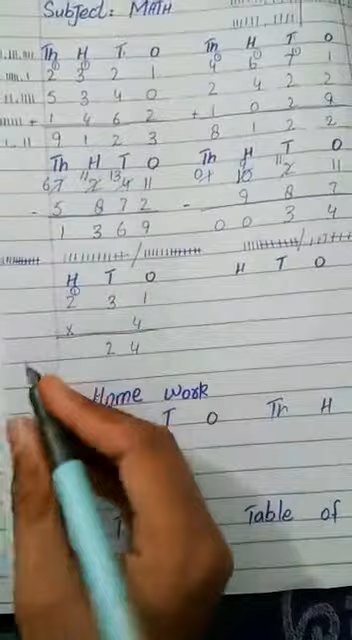 Subject: MATH
Th H T O Th H T O
2 3 2 1 4 6 7 1
5 3 4 0 2 4 2 2
+ 1 4 6 2 + 1 0 2 9
9 1 2 3 8 1 2 2
Th H T O Th H T O
- 5 8 7 2 - 9 8 7
1 3 6 9 0 0 3 4
H T O H T O
2 3 1
x 4
2 4
Home Work
T O Th H
Table of